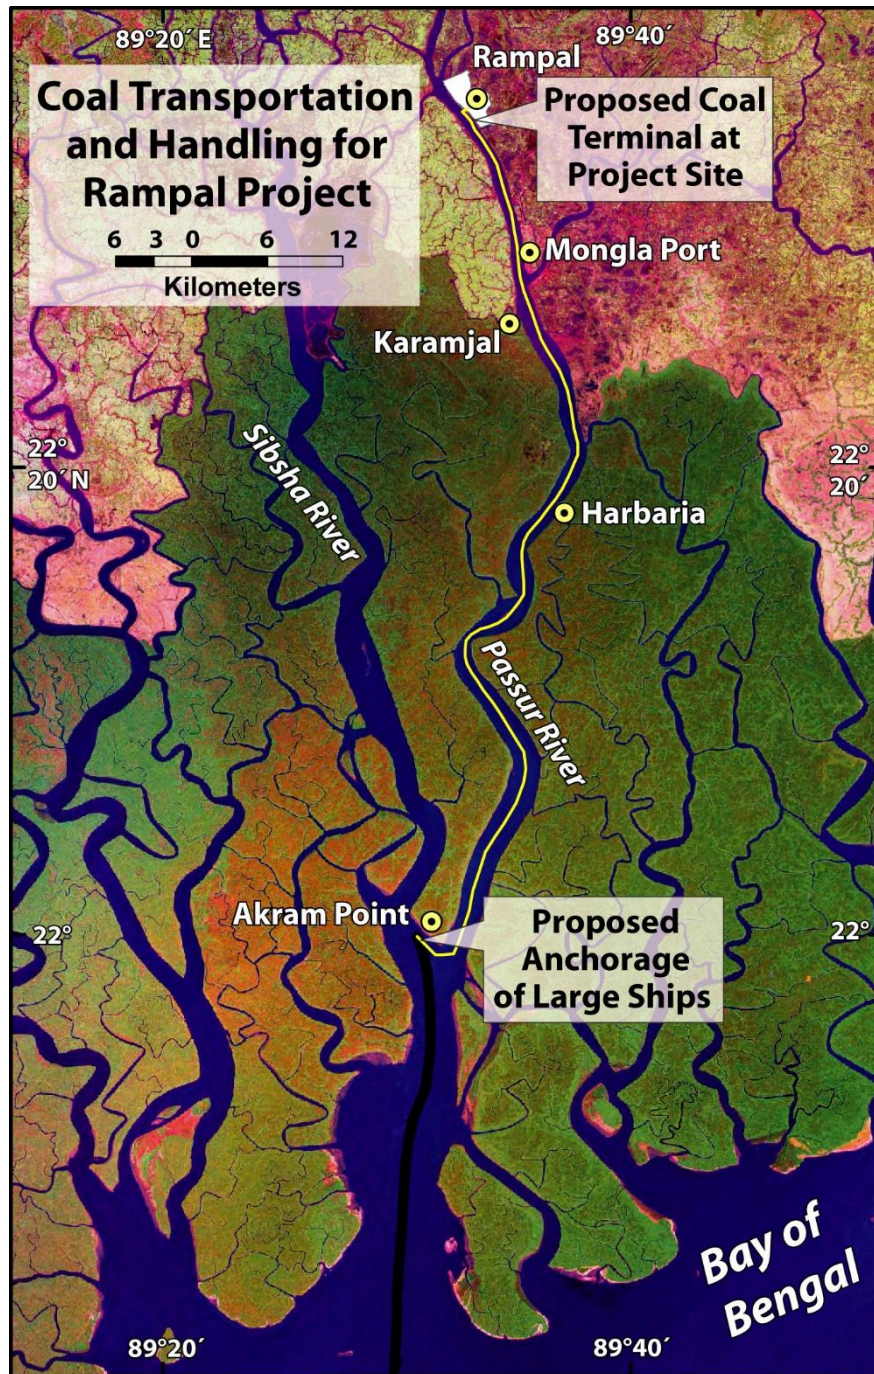 89°20´ E
89°40´
Rampal
Coal Transportation
and Handling for
Rampal Project
6 3 0 6 12
Kilometers
Proposed Coal
Terminal at
Project Site
Mongla Port
Karamjal
22°
20´ N
22°
20´
Sibsha River
Harbaria
Passur River
Akram Point
22°
22°
Proposed
Anchorage
of Large Ships
Bay of
Bengal
89°20´
89°40´